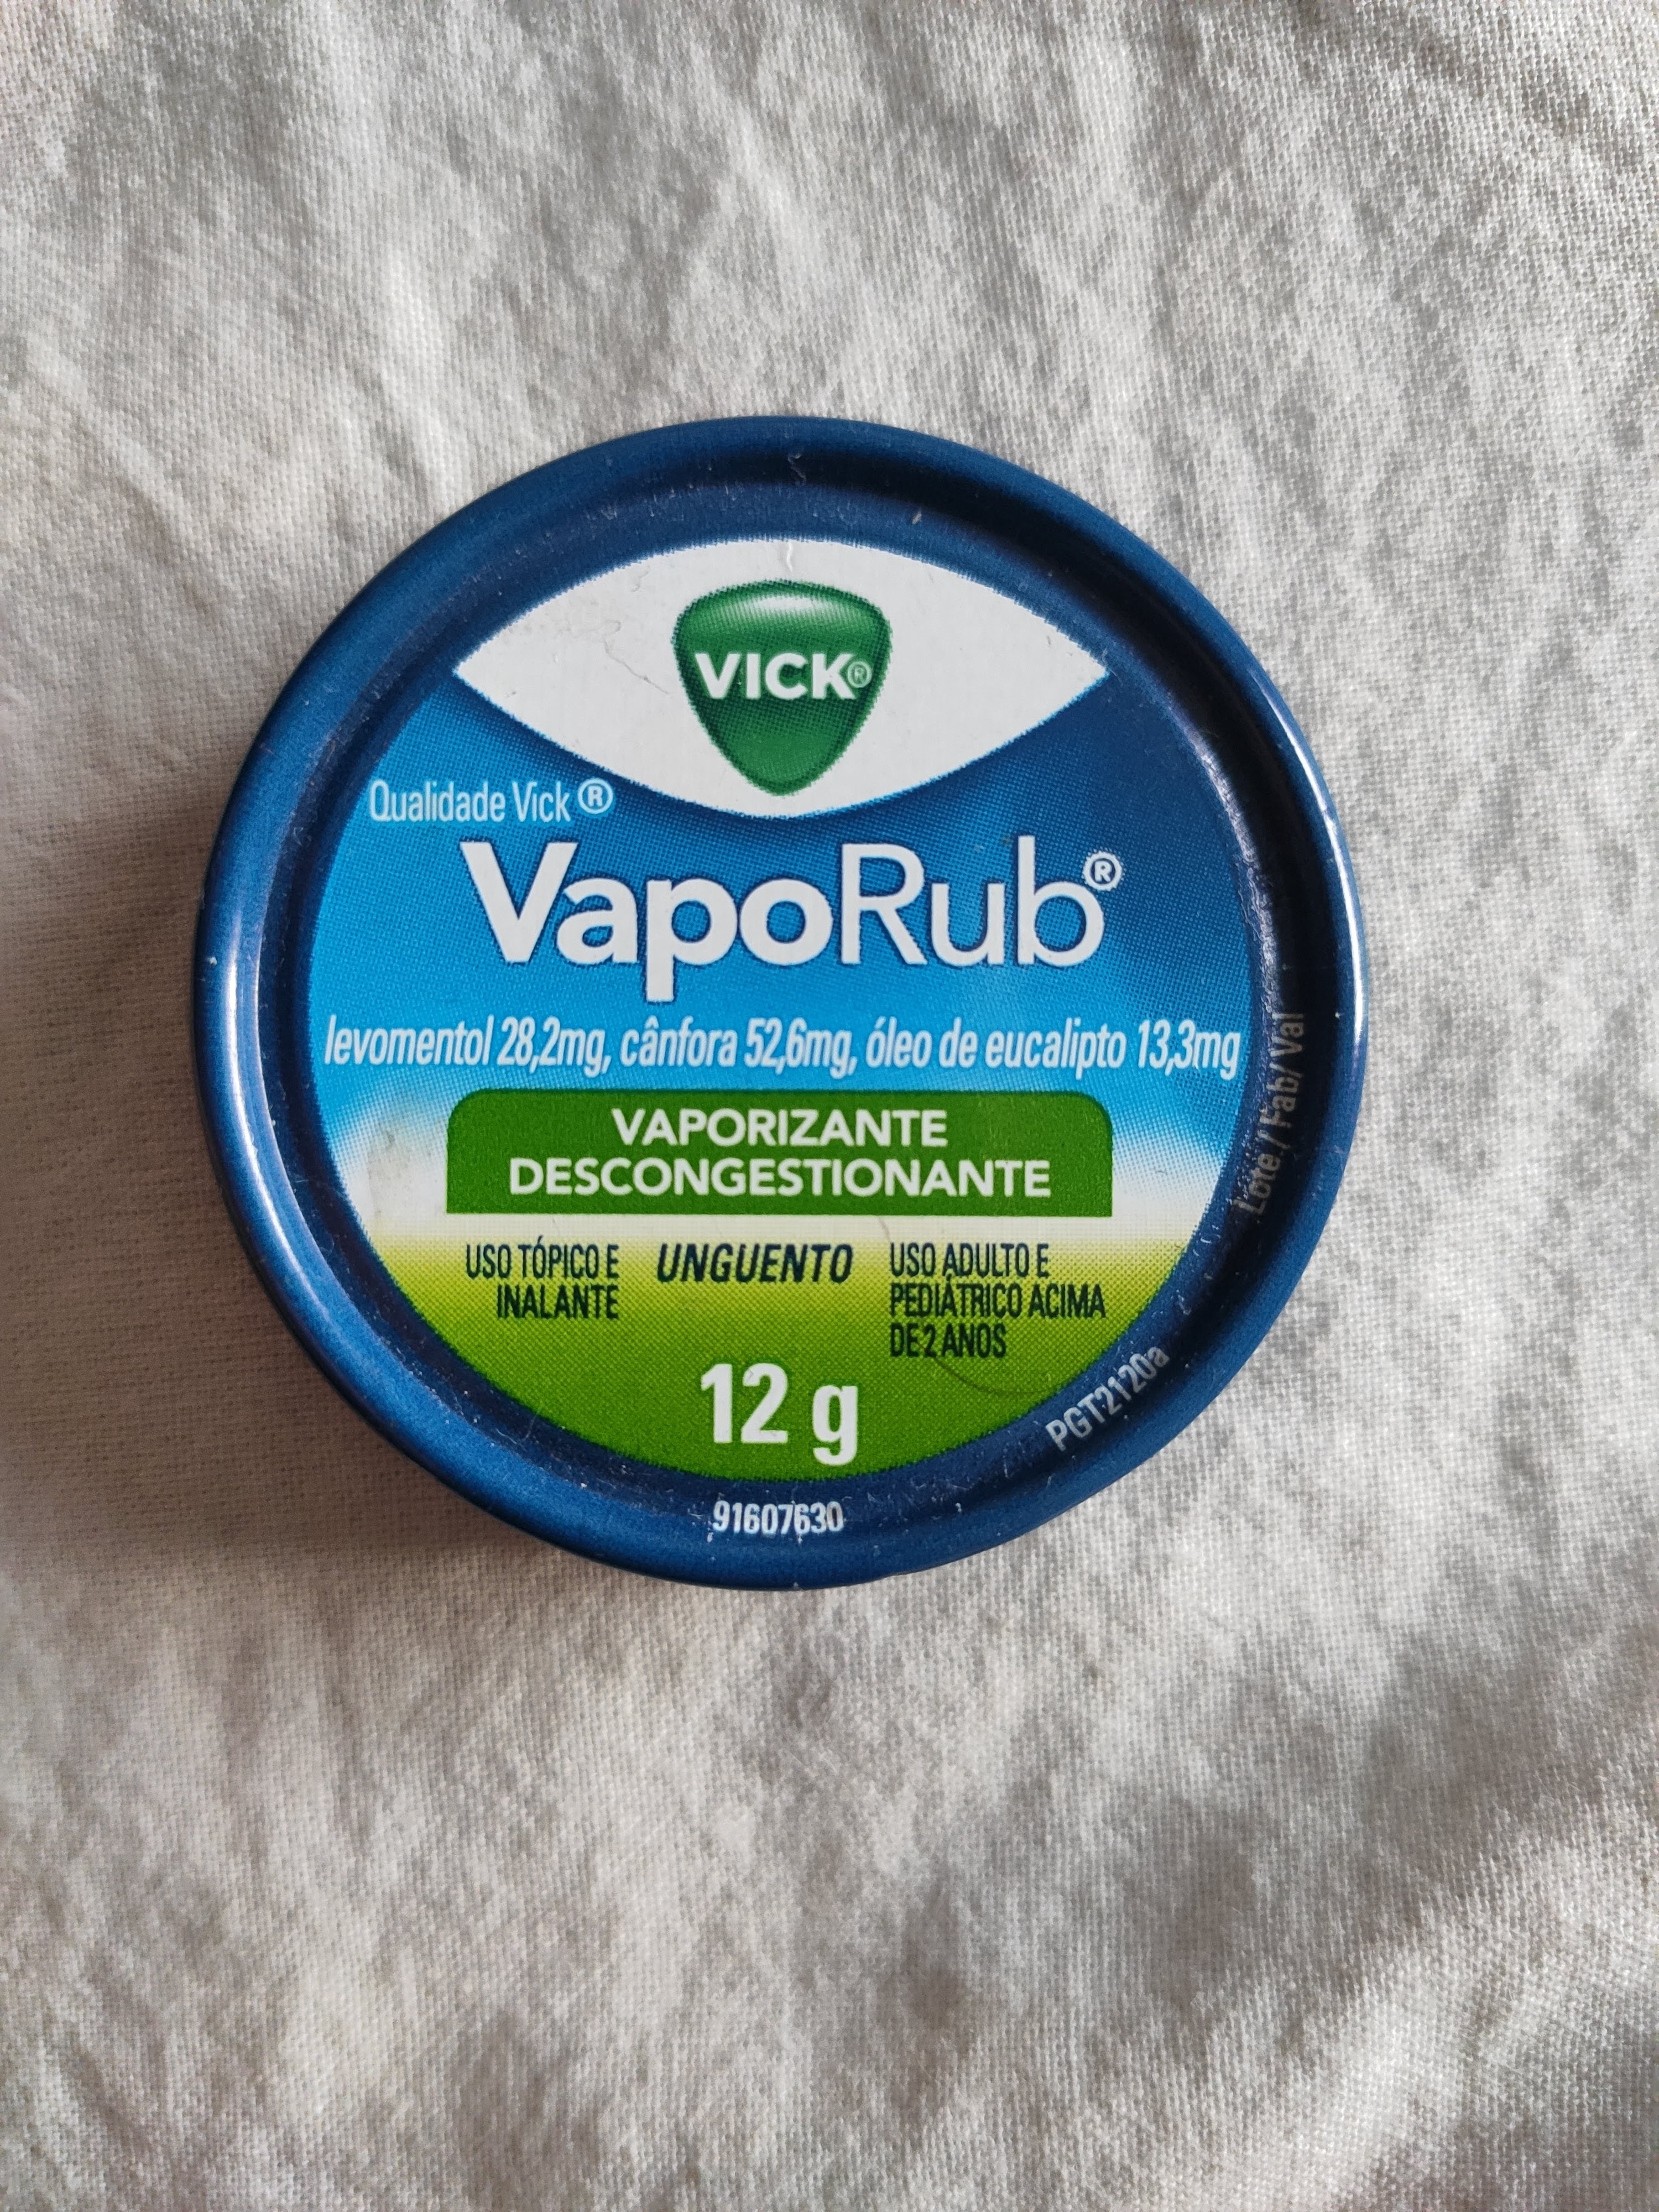 VICK®
Qualidade Vick ®
VapoRub®
levomentol 28,2mg, cânfora 52,6mg, óleo de eucalipto 13,3mg
VAPORIZANTE
DESCONGESTIONANTE
USO TÓPICO E
INALANTE
UNGUENTO
USO ADULTO E
PEDIÁTRICO ACIMA
DE 2 ANOS
12 g
91607630
PGT2120a
Lote / Fab/ Val